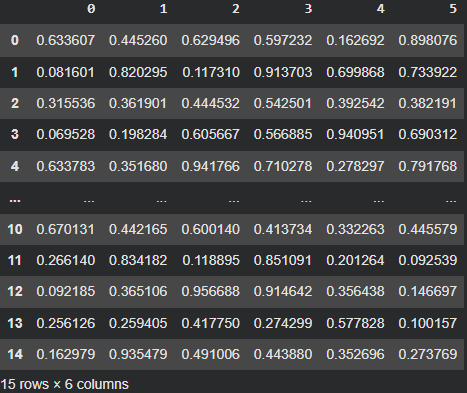 0 1 2 3 4 5
0 0.633607 0.445260 0.629496 0.597232 0.162692 0.898076
1 0.081601 0.820295 0.117310 0.913703 0.699868 0.733922
2 0.315536 0.361901 0.444532 0.542501 0.392542 0.382191
3 0.069528 0.198284 0.605667 0.566885 0.940951 0.690312
4 0.633783 0.351680 0.941766 0.710278 0.278297 0.791768
... ... ... ... ... ... ...
10 0.670131 0.442165 0.600140 0.413734 0.332263 0.445579
11 0.266140 0.834182 0.118895 0.851091 0.201264 0.092539
12 0.092185 0.365106 0.956688 0.914642 0.356438 0.146697
13 0.256126 0.259405 0.417750 0.274299 0.577828 0.100157
14 0.162979 0.935479 0.491006 0.443880 0.352696 0.273769
15 rows × 6 columns